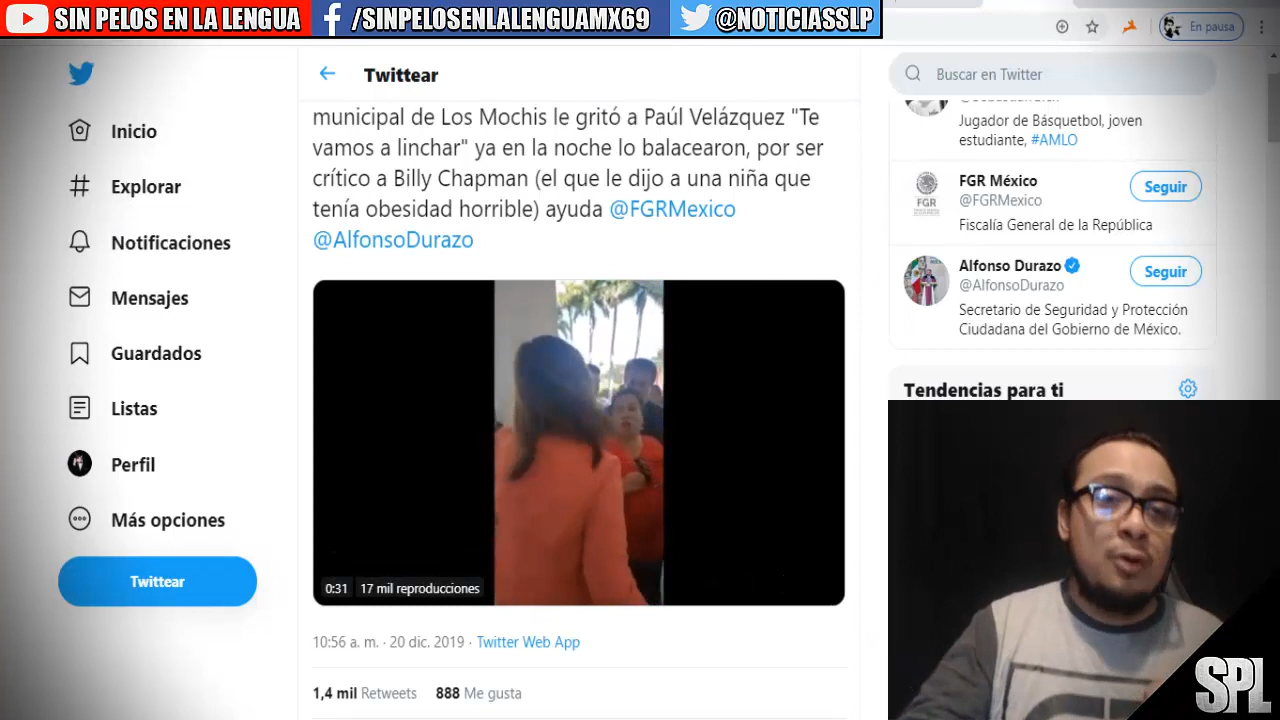 SIN PELOS EN LA LENGUA
/SINPELOSENLALENGUAMX69
@NOTICIASSLP
En pausa
Twittear
Buscar en Twitter
Inicio
Explorar
Notificaciones
Mensajes
Guardados
Listas
Perfil
Más opciones
Twittear
municipal de Los Mochis le gritó a Paúl Velázquez "Te
vamos a linchar" ya en la noche lo balacearon, por ser
crítico a Billy Chapman (el que le dijo a una niña que
tenía obesidad horrible) ayuda @FGRMexico
@AlfonsoDurazo
0:31 17 mil reproducciones
10:56 a. m. · 20 dic. 2019 · Twitter Web App
1,4 mil Retweets 888 Me gusta
Jugador de Básquetbol, joven
estudiante, #AMLO
FGR México
@FGRMexico
Seguir
FGR
Fiscalía General de la República
Alfonso Durazo
@AlfonsoDurazo
Seguir
Secretario de Seguridad y Protección
Ciudadana del Gobierno de México.
Tendencias para ti
SPL